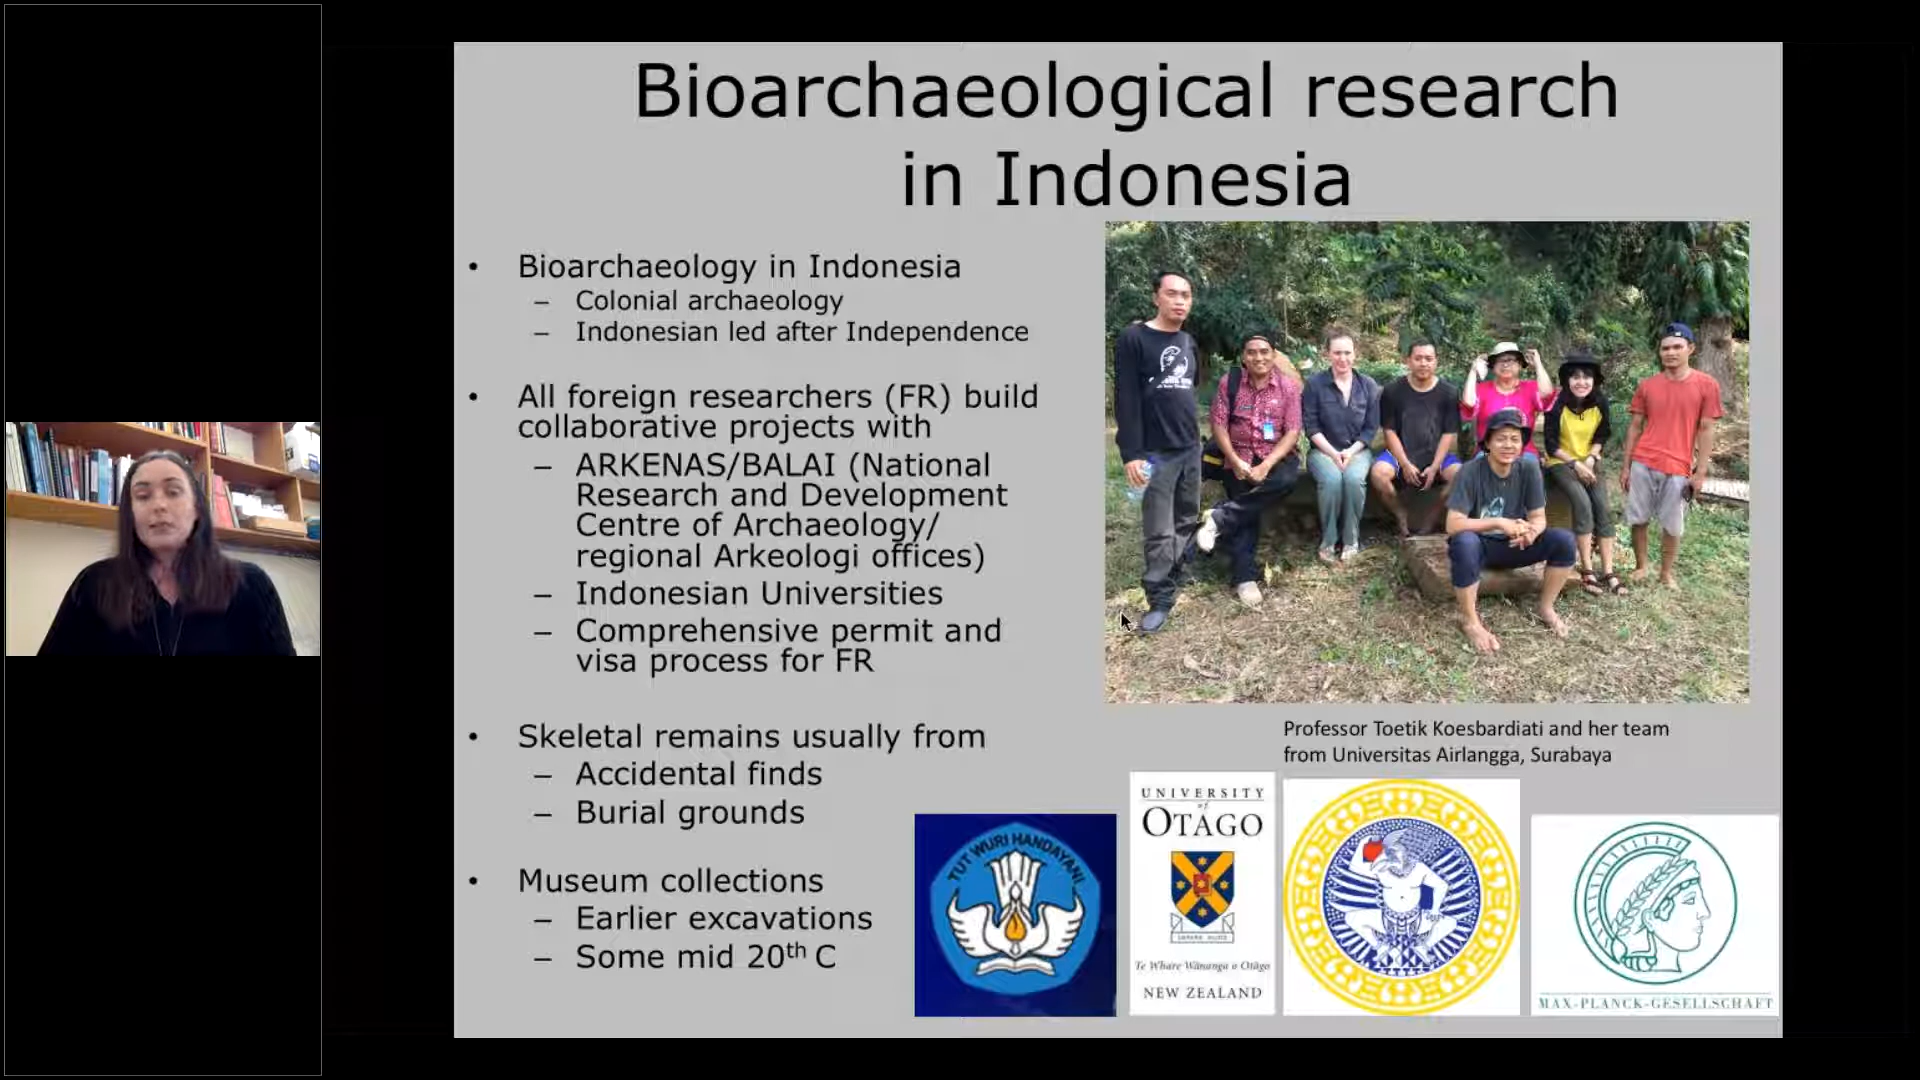 Bioarchaeological research
in Indonesia
• Bioarchaeology in Indonesia
– Colonial archaeology
– Indonesian led after Independence
• All foreign researchers (FR) build
collaborative projects with
– ARKENAS/BALAI (National
Research and Development
Centre of Archaeology/
regional Arkeologi offices)
– Indonesian Universities
– Comprehensive permit and
visa process for FR
• Skeletal remains usually from
– Accidental finds
– Burial grounds
• Museum collections
– Earlier excavations
– Some mid 20th C
Professor Toetik Koesbardiati and her team
from Universitas Airlangga, Surabaya
TUT WURI HANDAYANI
UNIVERSITY
of
OTAGO
Te Whare Wānanga o Otāgo
NEW ZEALAND
MAX-PLANCK-GESELLSCHAFT